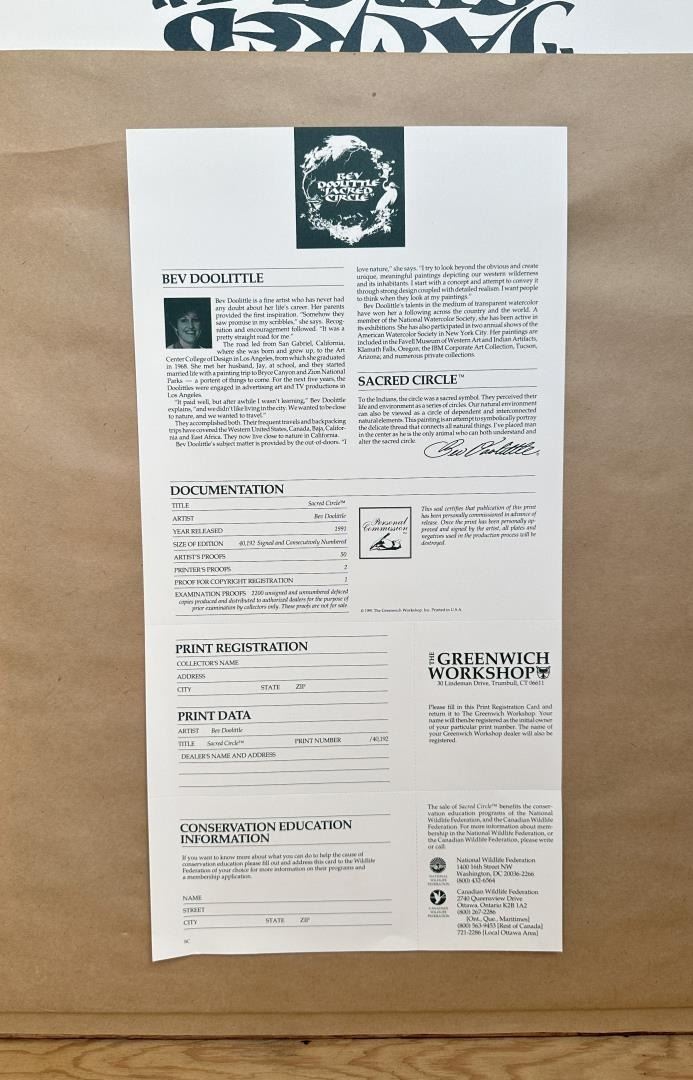 BEV
DOOLITTLE
"SACRED
CIRCLE"
BEV DOOLITTLE
Bev Doolittle is a fine artist who has never had
any doubt about her life's career. Her parents
provided the first inspiration. "Somehow they
saw promise in my scribbles," she says. Recog-
nition and encouragement followed. "It was a
pretty straight road for me."
The road led from San Gabriel, California,
where she was born and grew up, to the Art
Center College of Design in Los Angeles, from which she graduated
in 1968. She met her husband, Jay, at school, and they started
married life with a painting trip to Bryce Canyon and Zion National
Parks — a portent of things to come. For the next five years, the
Doolittles were engaged in advertising art and TV productions in
Los Angeles.
"It paid well, but after awhile I wasn't learning," Bev Doolittle
explains, "and we didn't like living in the city. We wanted to be close
to nature, and we wanted to travel."
They accomplished both. Their frequent travels and backpacking
trips have covered the Western United States, Canada, Baja, Califor-
nia and East Africa. They now live close to nature in California.
Bev Doolittle's subject matter is provided by the out-of-doors. "I
love nature," she says. "I try to look beyond the obvious and create
unique, meaningful paintings depicting our western wilderness
and its inhabitants. I start with a concept and attempt to convey it
through strong design coupled with detailed realism. I want people
to think when they look at my paintings."
Bev Doolittle's talents in the medium of transparent watercolor
have won her a following across the country and the world. A
member of the National Watercolor Society, she has been active in
its exhibitions. She has also participated in two annual shows of the
American Watercolor Society in New York City. Her paintings are
included in the Favell Museum of Western Art and Indian Artifacts,
Klamath Falls, Oregon, the IBM Corporate Art Collection, Tucson,
Arizona; and numerous private collections.
SACRED CIRCLE™
To the Indians, the circle was a sacred symbol. They perceived their
life and environment as a series of circles. Our natural environment
can also be viewed as a circle of dependent and interconnected
natural elements. This painting is an attempt to symbolically portray
the delicate thread that connects all natural things. I've placed man
in the center as he is the only animal who can both understand and
alter the sacred circle.
Bev Doolittle.
DOCUMENTATION
TITLE Sacred Circle™
ARTIST Bev Doolittle
YEAR RELEASED 1991
SIZE OF EDITION 40,192 Signed and Consecutively Numbered
ARTIST'S PROOFS 50
PRINTER'S PROOFS 2
PROOF FOR COPYRIGHT REGISTRATION 1
EXAMINATION PROOFS 2200 unsigned and unnumbered defaced
copies produced and distributed to authorized dealers for the purpose of
prior examination by collectors only. These proofs are not for sale.
Personal
Commission™
This seal certifies that publication of this print
has been personally commissioned in advance of
release. Once the print has been personally ap-
proved and signed by the artist, all plates and
negatives used in the production process will be
destroyed.
© 1991 The Greenwich Workshop, Inc. Printed in U.S.A.
PRINT REGISTRATION
COLLECTOR'S NAME
ADDRESS
CITY STATE ZIP
PRINT DATA
ARTIST Bev Doolittle
TITLE Sacred Circle™ PRINT NUMBER /40,192
DEALER'S NAME AND ADDRESS
THE GREENWICH
WORKSHOP
30 Lindeman Drive, Trumbull, CT 06611
Please fill in this Print Registration Card and
return it to The Greenwich Workshop. Your
name will then be registered as the initial owner
of your particular print number. The name of
your Greenwich Workshop dealer will also be
registered.
CONSERVATION EDUCATION
INFORMATION
If you want to know more about what you can do to help the cause of
conservation education please fill out and address this card to the Wildlife
Federation of your choice for more information on their programs and
a membership application.
NAME
STREET
CITY STATE ZIP
SC
The sale of Sacred Circle™ benefits the conser-
vation education programs of the National
Wildlife Federation, and the Canadian Wildlife
Federation. For more information about mem-
bership in the National Wildlife Federation, or
the Canadian Wildlife Federation, please write
or call:
NATIONAL
WILDLIFE
FEDERATION
National Wildlife Federation
1400 16th Street NW
Washington, DC 20036-2266
(800) 432-6564
CANADIAN
WILDLIFE
FEDERATION
Canadian Wildlife Federation
2740 Queensview Drive
Ottawa, Ontario K2B 1A2
(800) 267-2286
[Ont., Que., Maritimes]
(800) 563-9453 [Rest of Canada]
721-2286 [Local Ottawa Area]